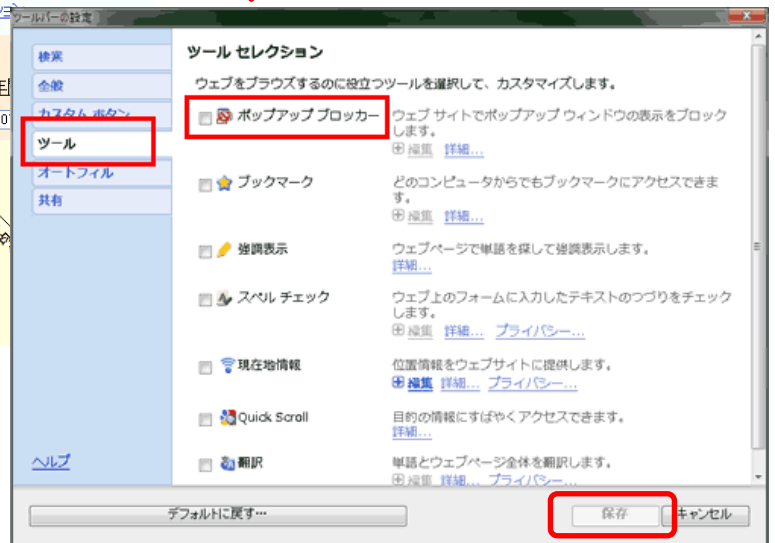 ツールバーの設定
検索
全般
カスタム ボタン
ツール
オートフィル
共有
ヘルプ
ツール セレクション
ウェブをブラウズするのに役立つツールを選択して、カスタマイズします。
ポップアップ ブロッカー
ウェブ サイトでポップアップ ウィンドウの表示をブロック
します。
編集 詳細...
ブックマーク
どのコンピュータからでもブックマークにアクセスできま
す。
編集 詳細...
強調表示
ウェブページで単語を探して強調表示します。
詳細...
スペル チェック
ウェブ上のフォームに入力したテキストのつづりをチェック
します。
編集 詳細... プライバシー...
現在地情報
位置情報をウェブサイトに提供します。
編集 詳細... プライバシー...
Quick Scroll
目的の情報にすばやくアクセスできます。
詳細...
翻訳
単語とウェブページ全体を翻訳します。
編集 詳細... プライバシー...
デフォルトに戻す...
保存
キャンセル